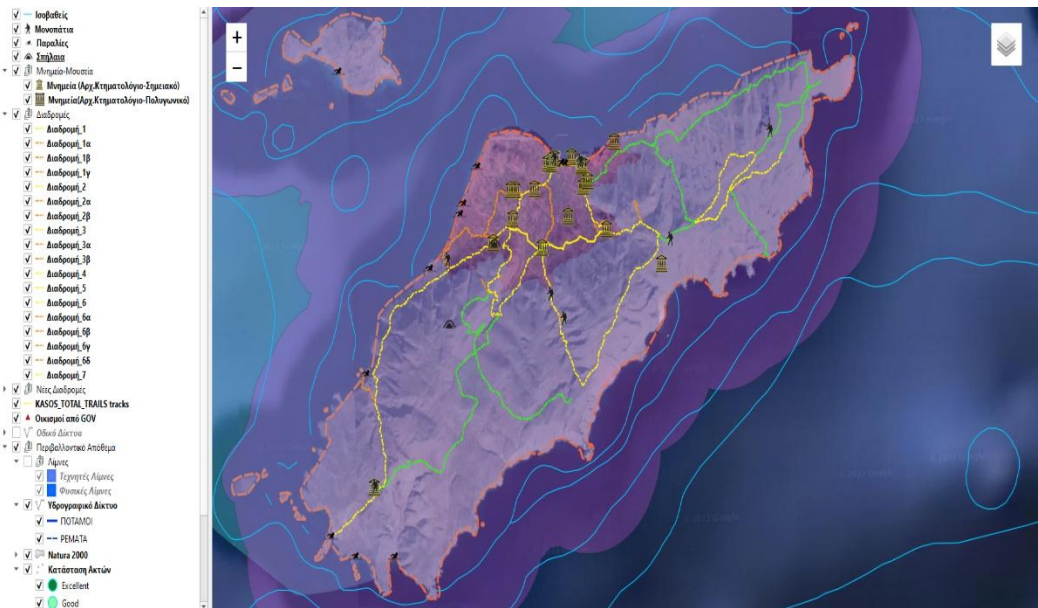 Ισοβαθείς
Μονοπάτια
Παραλίες
Σπήλαια
Μνημεία-Μουσεία
Μνημεία (Αρχ.Κτηματολόγιο-Σημειακό)
Μνημεία(Αρχ.Κτηματολόγιο-Πολυγωνικό)
Διαδρομές
Διαδρομή_1
Διαδρομή_1α
Διαδρομή_1β
Διαδρομή_1γ
Διαδρομή_2
Διαδρομή_2α
Διαδρομή_2β
Διαδρομή_3
Διαδρομή_3α
Διαδρομή_3β
Διαδρομή_4
Διαδρομή_5
Διαδρομή_6
Διαδρομή_6α
Διαδρομή_6β
Διαδρομή_6γ
Διαδρομή_6δ
Διαδρομή_7
Νέες Διαδρομές
KASOS_TOTAL_TRAILS tracks
Οικισμοί από GOV
Οδικό Δίκτυο
Περιβαλλοντικό Απόθεμα
Λίμνες
Τεχνητές Λίμνες
Φυσικές Λίμνες
Υδρογραφικό Δίκτυο
ΠΟΤΑΜΟΙ
ΡΕΜΑΤΑ
Natura 2000
Κατάσταση Ακτών
Excellent
Good
+
−